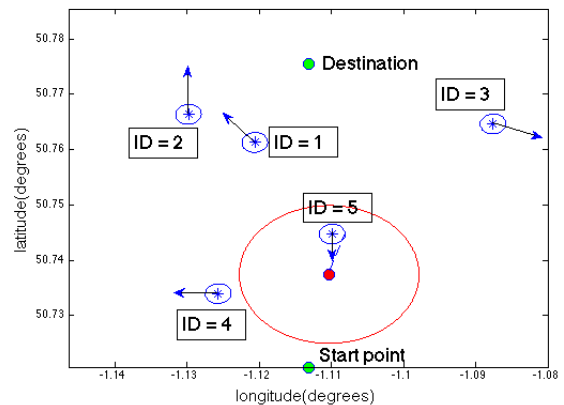 50.78
Destination
50.77
ID = 3
ID = 2
ID = 1
50.76
latitude(degrees)
50.75
ID = 5
50.74
50.73
ID = 4
Start point
-1.14
-1.13
-1.12
-1.11
-1.1
-1.09
-1.08
longitude(degrees)